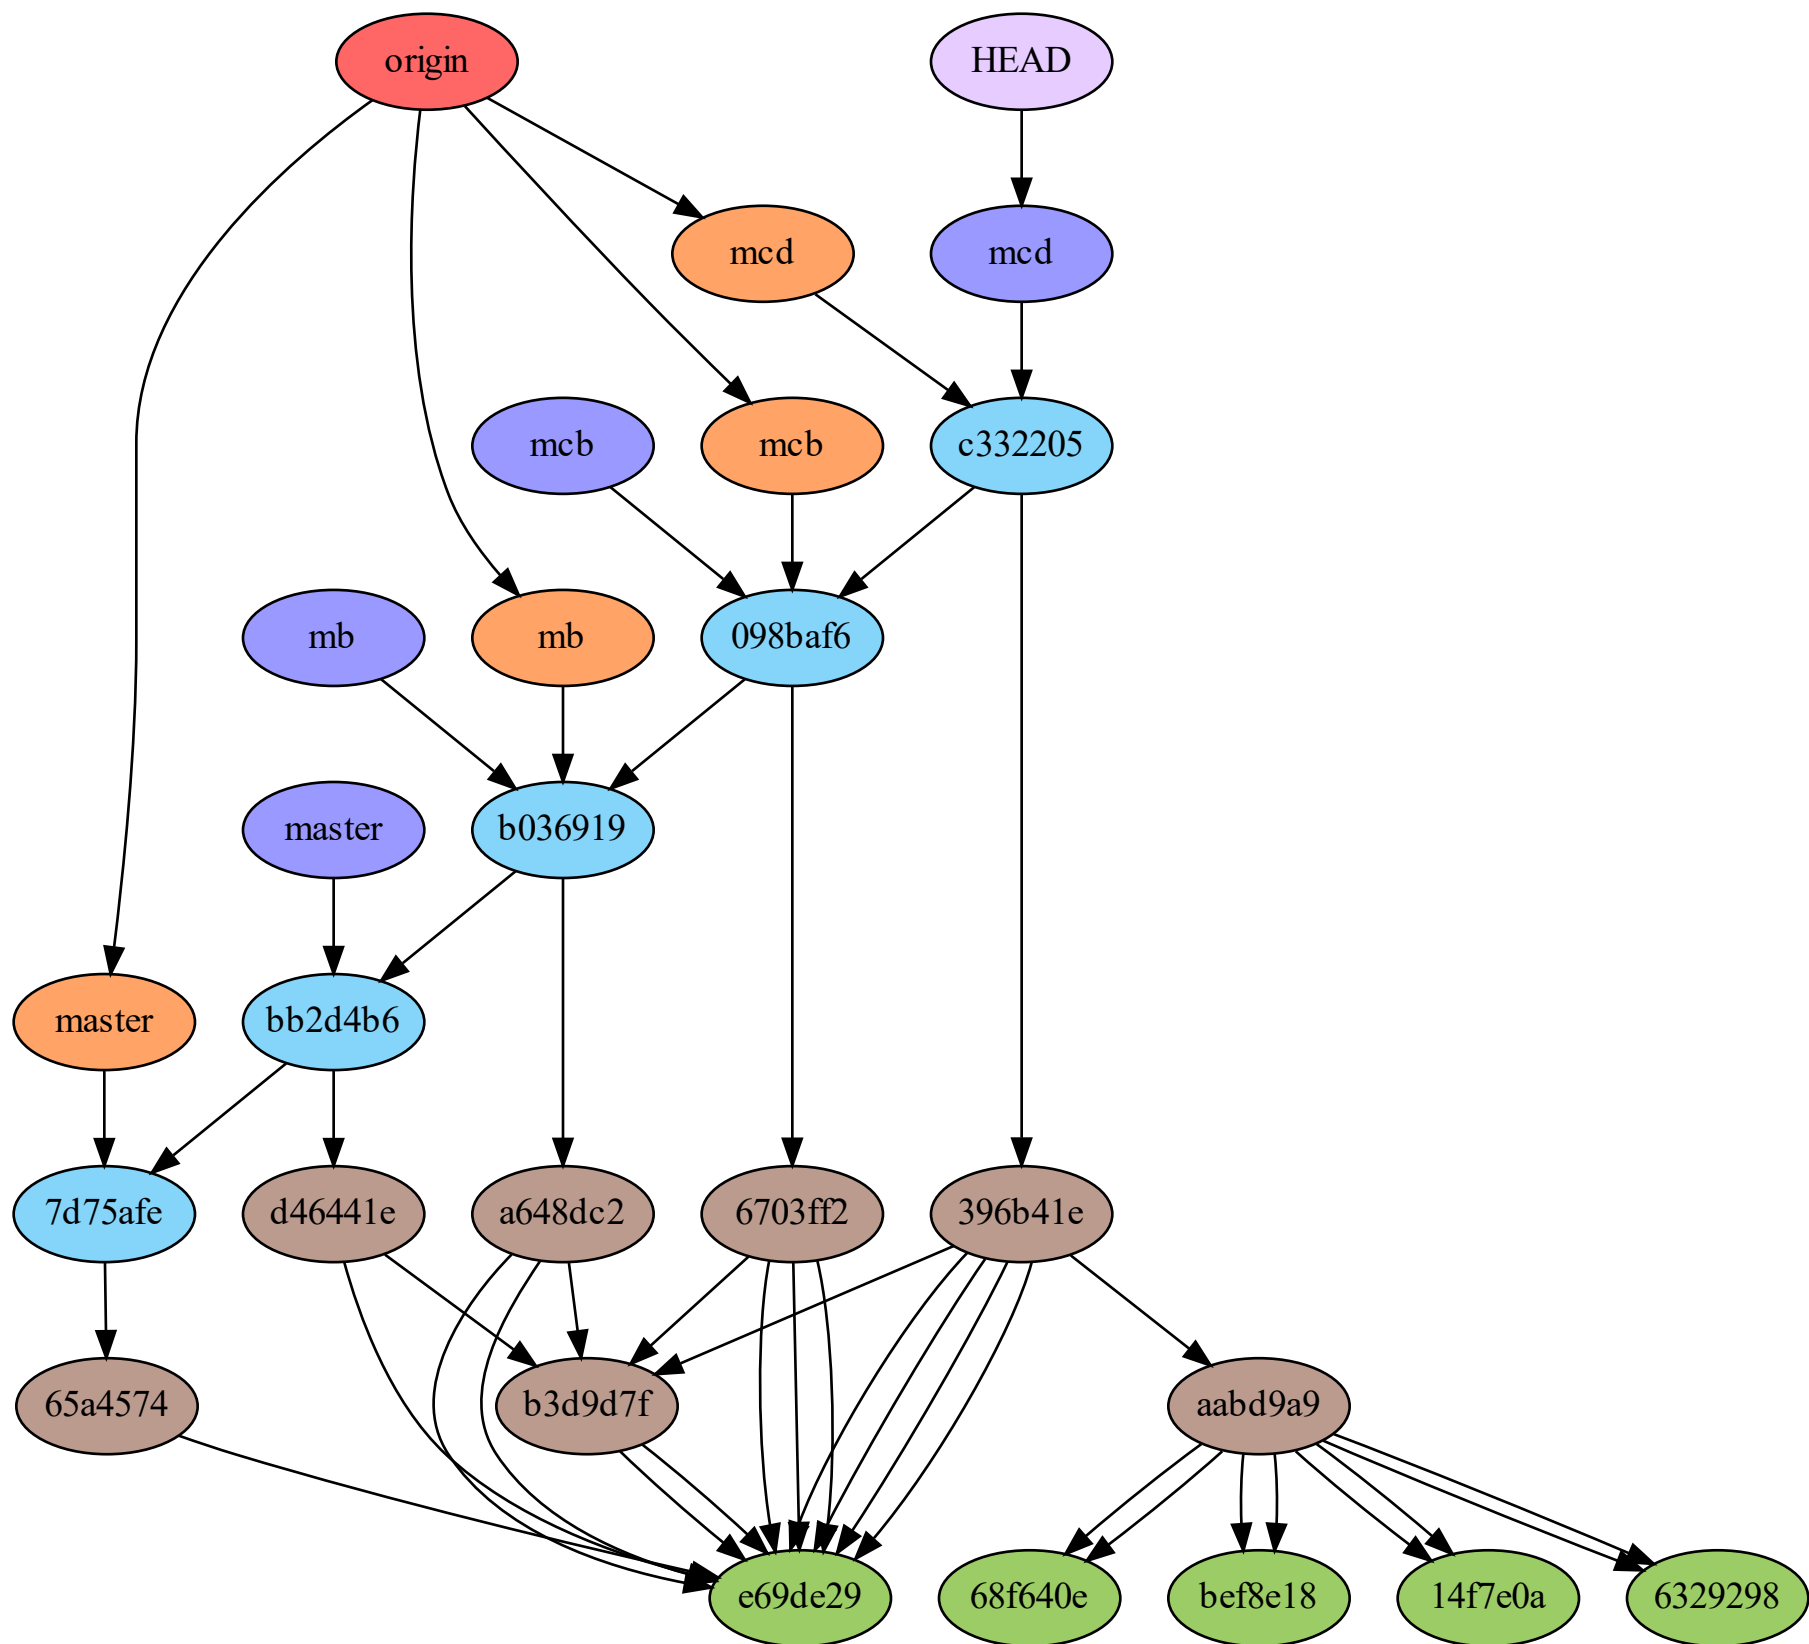 origin
HEAD
mcd
mcd
mcb
mcb
c332205
mb
mb
098baf6
master
b036919
master
bb2d4b6
7d75afe
d46441e
a648dc2
6703ff2
396b41e
65a4574
b3d9d7f
aabd9a9
e69de29
68f640e
bef8e18
14f7e0a
6329298